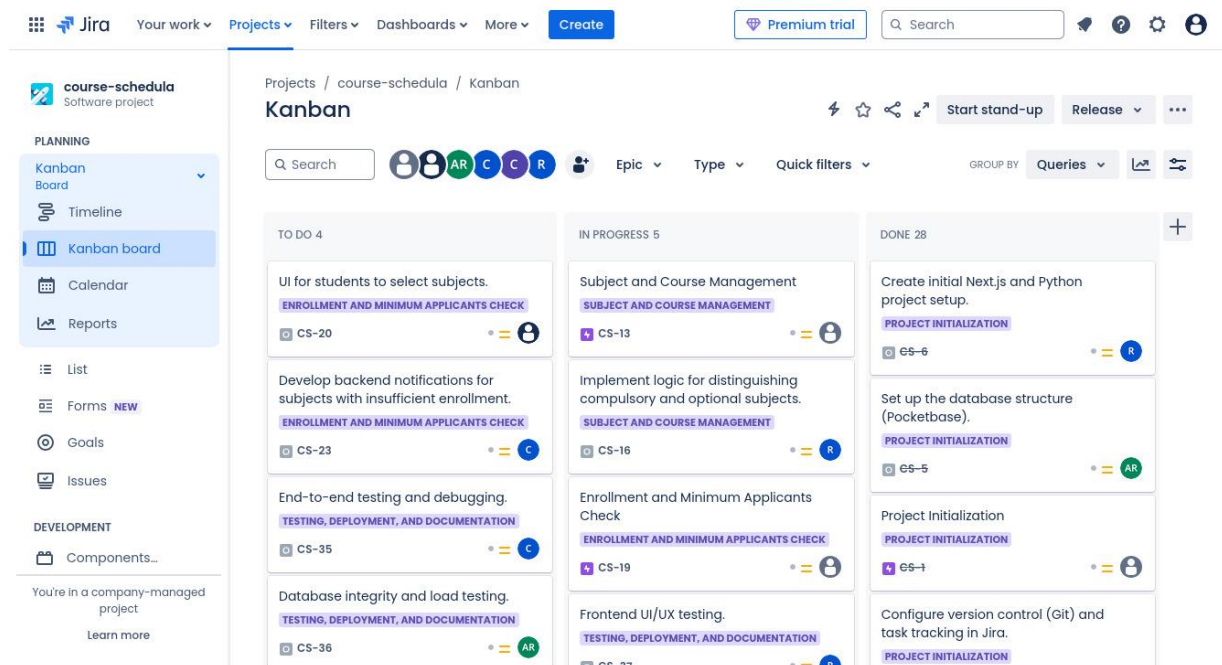 Jira
Your work
Projects
Filters
Dashboards
More
Create
Premium trial
Search
course-schedula
Software project
PLANNING
Kanban
Board
Timeline
Kanban board
Calendar
Reports
List
Forms NEW
Goals
Issues
DEVELOPMENT
Components...
You're in a company-managed
project
Learn more
Projects / course-schedula / Kanban
Kanban
Start stand-up
Release
Search
AR
C
C
R
Epic
Type
Quick filters
GROUP BY
Queries
TO DO 4
UI for students to select subjects.
ENROLLMENT AND MINIMUM APPLICANTS CHECK
CS-20
Develop backend notifications for
subjects with insufficient enrollment.
ENROLLMENT AND MINIMUM APPLICANTS CHECK
CS-23
C
End-to-end testing and debugging.
TESTING, DEPLOYMENT, AND DOCUMENTATION
CS-35
C
Database integrity and load testing.
TESTING, DEPLOYMENT, AND DOCUMENTATION
CS-36
AR
IN PROGRESS 5
Subject and Course Management
SUBJECT AND COURSE MANAGEMENT
CS-13
Implement logic for distinguishing
compulsory and optional subjects.
SUBJECT AND COURSE MANAGEMENT
CS-16
R
Enrollment and Minimum Applicants
Check
ENROLLMENT AND MINIMUM APPLICANTS CHECK
CS-19
Frontend UI/UX testing.
TESTING, DEPLOYMENT, AND DOCUMENTATION
DONE 28
Create initial Next.js and Python
project setup.
PROJECT INITIALIZATION
CS-6
R
Set up the database structure
(Pocketbase).
PROJECT INITIALIZATION
CS-5
AR
Project Initialization
PROJECT INITIALIZATION
CS-1
Configure version control (Git) and
task tracking in Jira.
PROJECT INITIALIZATION